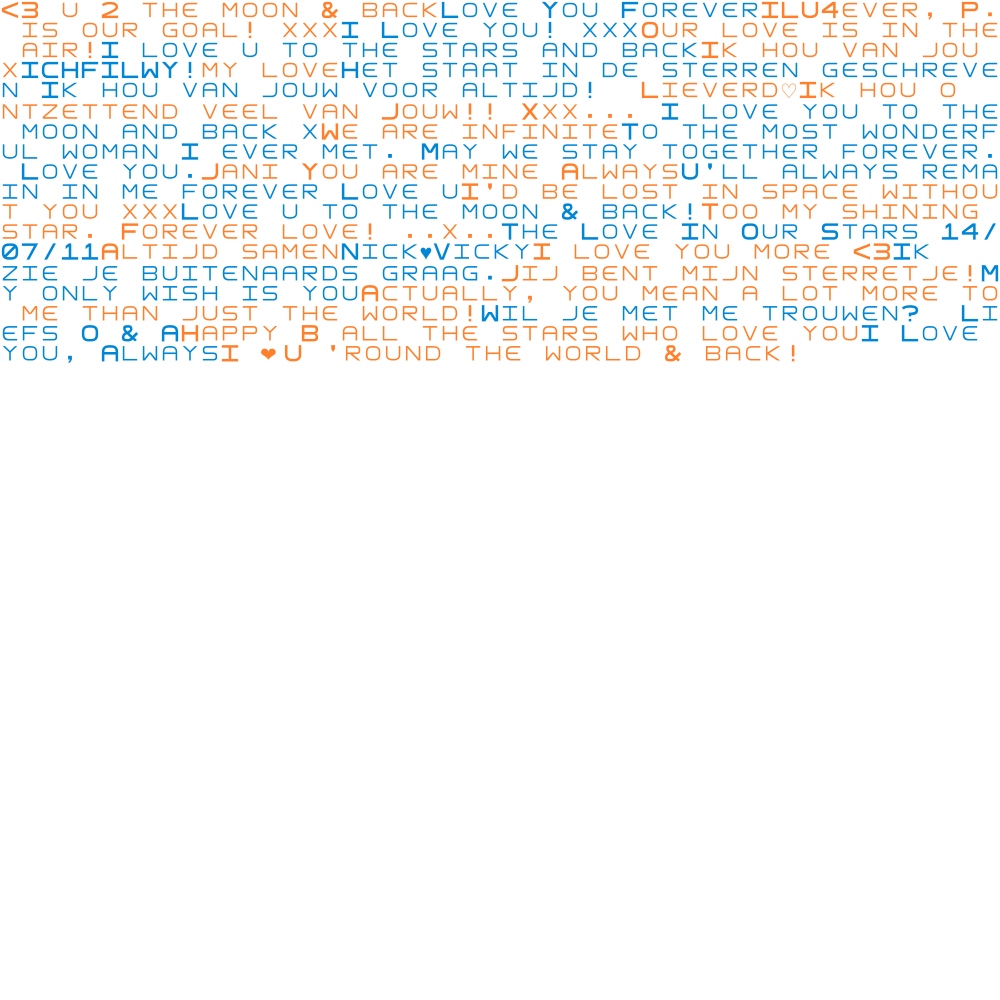 <3 U 2 THE MOON & BACKLOVE YOU FOREVERILU4EVER, P.
IS OUR GOAL! XXXI LOVE YOU! XXXOUR LOVE IS IN THE
AIR!I LOVE U TO THE STARS AND BACKIK HOU VAN JOU
XICHFILWY!MY LOVEHET STAAT IN DE STERREN GESCHREVE
N IK HOU VAN JOUW VOOR ALTIJD!  LIEVERD♡IK HOU O
NTZETTEND VEEL VAN JOUW!! XXX... I LOVE YOU TO THE
MOON AND BACK XWE ARE INFINITETO THE MOST WONDERF
UL WOMAN I EVER MET. MAY WE STAY TOGETHER FOREVER.
LOVE YOU.JANI YOU ARE MINE ALWAYSU'LL ALWAYS REMA
IN IN ME FOREVER LOVE UI'D BE LOST IN SPACE WITHOU
T YOU XXXLOVE U TO THE MOON & BACK!TOO MY SHINING
STAR. FOREVER LOVE! ..X..THE LOVE IN OUR STARS 14/
07/11ALTIJD SAMENNICK♥VICKYI LOVE YOU MORE <3IK
ZIE JE BUITENAARDS GRAAG.JIJ BENT MIJN STERRETJE!M
Y ONLY WISH IS YOUACTUALLY, YOU MEAN A LOT MORE TO
ME THAN JUST THE WORLD!WIL JE MET ME TROUWEN?  LI
EFS O & AHAPPY B ALL THE STARS WHO LOVE YOUI LOVE
YOU, ALWAYSI ❤U 'ROUND THE WORLD & BACK!